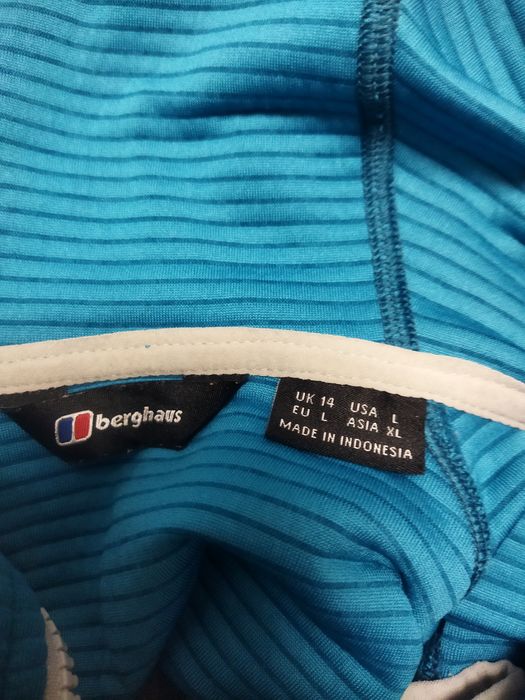 berghaus
UK 14 USA L
EU L ASIA XL
MADE IN INDONESIA